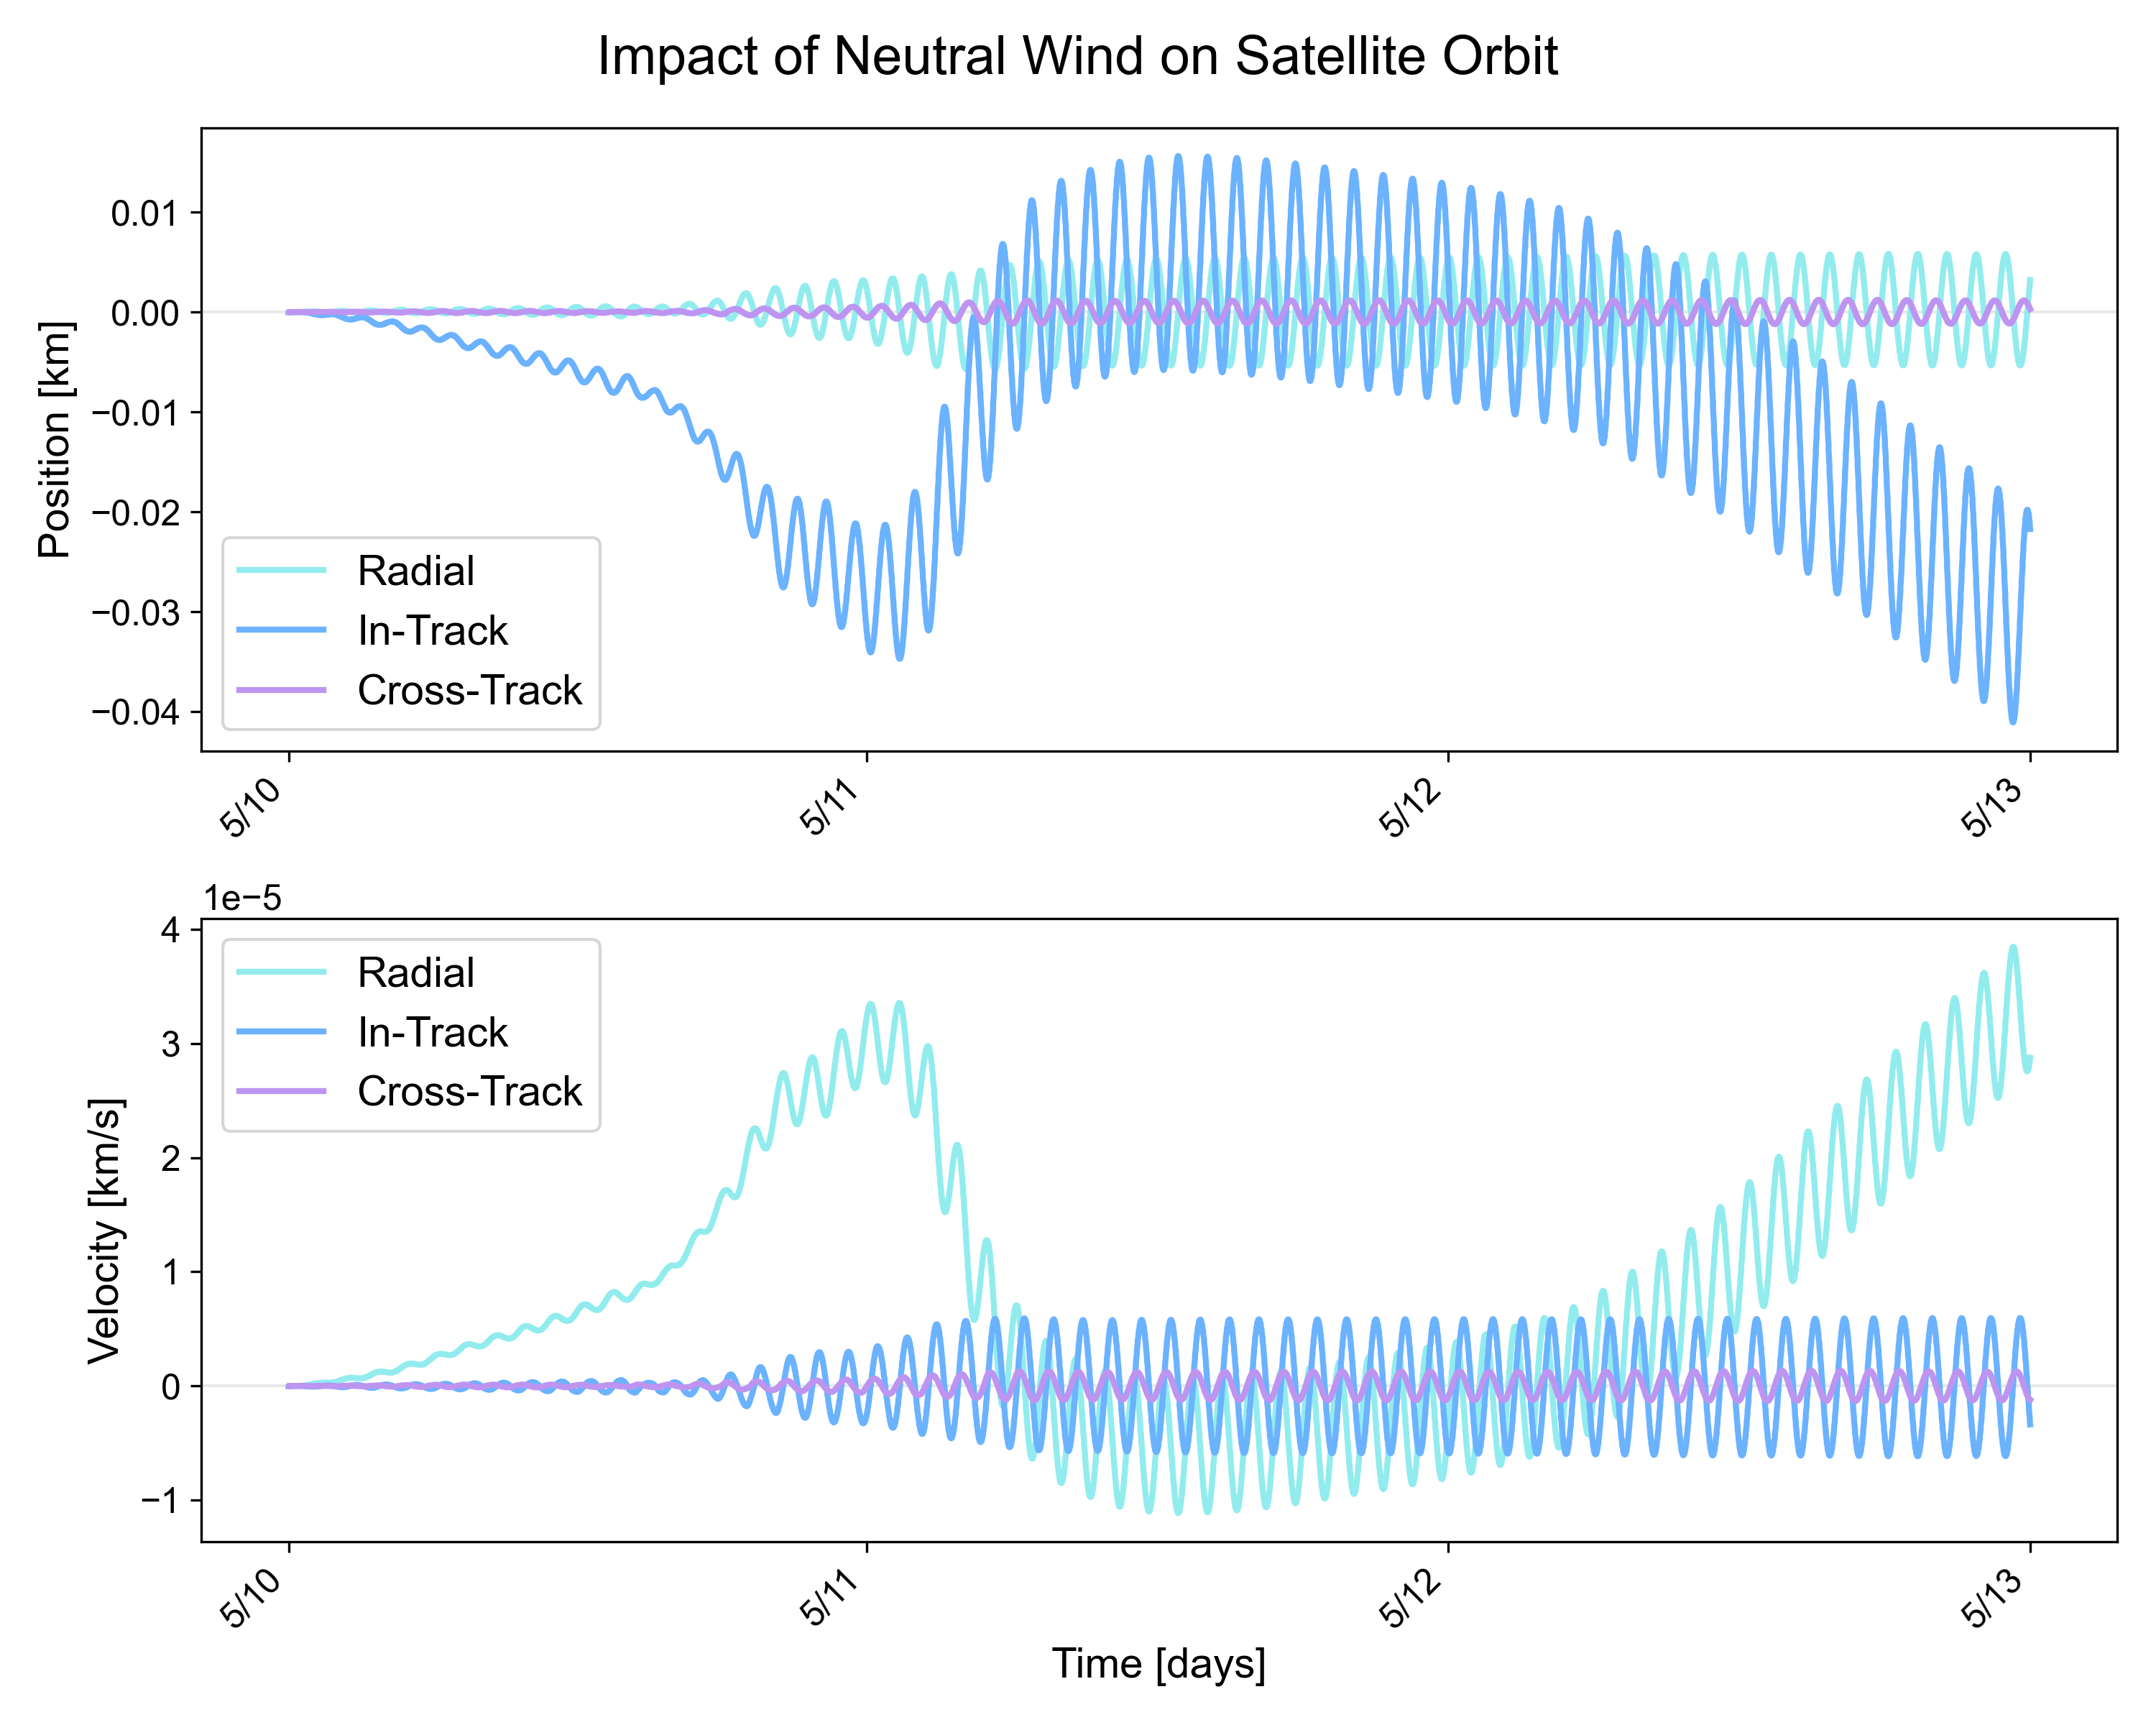 Impact of Neutral Wind on Satellite Orbit
Position [km]
0.01
0.00
−0.01
−0.02
−0.03
−0.04
Radial
In-Track
Cross-Track
5/10
5/11
5/12
5/13
1e−5
Velocity [km/s]
4
3
2
1
0
−1
Radial
In-Track
Cross-Track
5/10
5/11
5/12
5/13
Time [days]